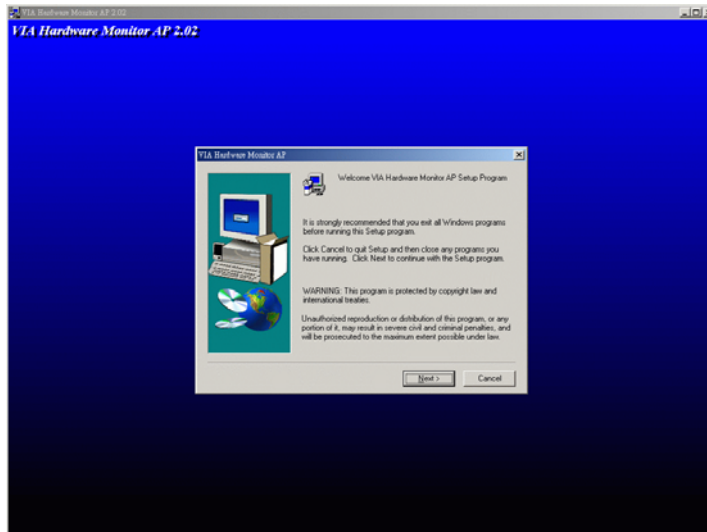 VIA Hardware Monitor AP 2.02
VIA Hardware Monitor AP 2.02
VIA Hardware Monitor AP
Welcome VIA Hardware Monitor AP Setup Program
It is strongly recommended that you exit all Windows programs
before running this Setup program.
Click Cancel to quit Setup and then close any programs you
have running. Click Next to continue with the Setup program.
WARNING: This program is protected by copyright law and
international treaties.
Unauthorized reproduction or distribution of this program, or any
portion of it, may result in severe civil and criminal penalties, and
will be prosecuted to the maximum extent possible under law.
Next >
Cancel